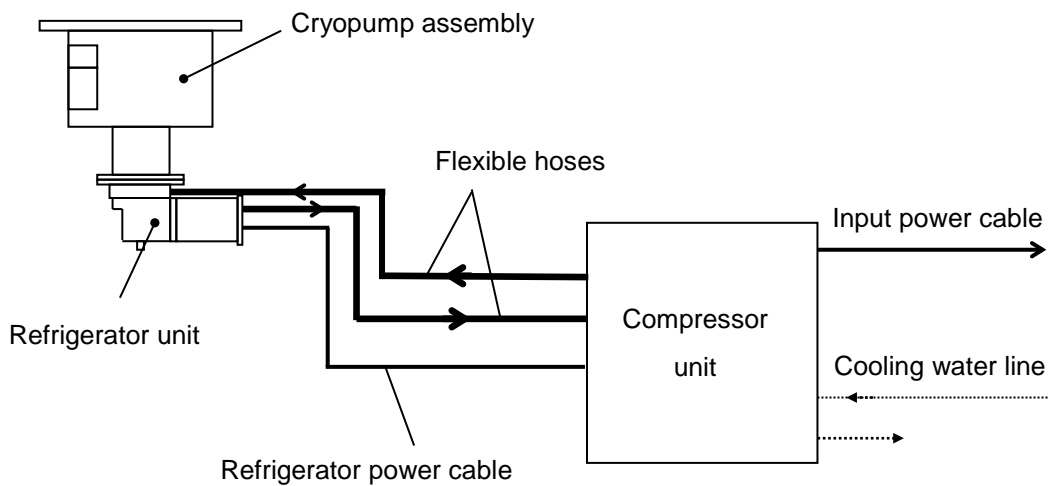 Cryopump assembly
Flexible hoses
Input power cable
Refrigerator unit
Compressor
unit
Cooling water line
Refrigerator power cable